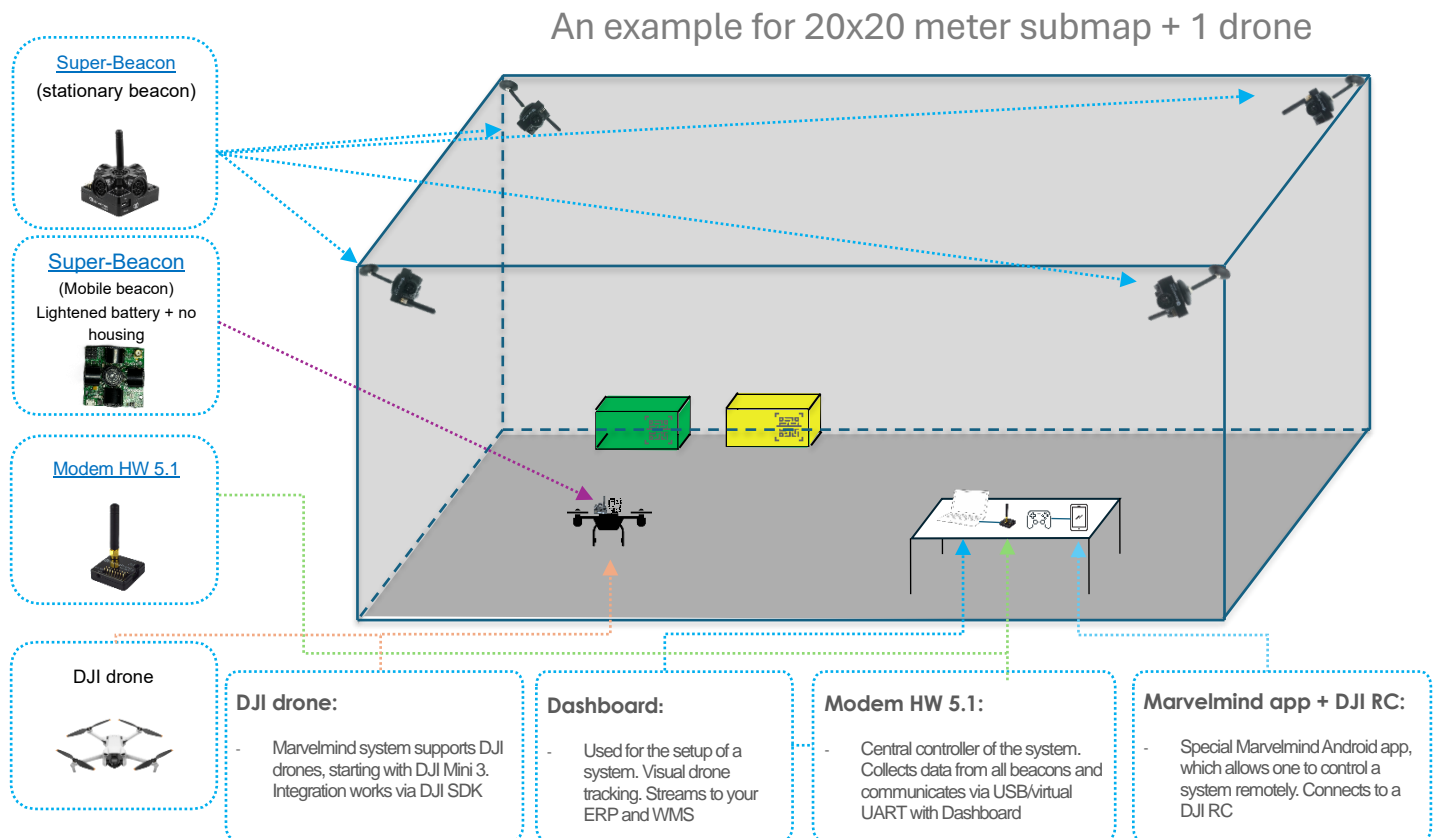 An example for 20x20 meter submap + 1 drone
Super-Beacon
(stationary beacon)
Super-Beacon
(Mobile beacon)
Lightened battery + no
housing
Modem HW 5.1
DJI drone
DJI drone:
- Marvelmind system supports DJI
drones, starting with DJI Mini 3.
Integration works via DJI SDK
Dashboard:
- Used for the setup of a
system. Visual drone
tracking. Streams to your
ERP and WMS
Modem HW 5.1:
- Central controller of the system.
Collects data from all beacons and
communicates via USB/virtual
UART with Dashboard
Marvelmind app + DJI RC:
- Special Marvelmind Android app,
which allows one to control a
system remotely. Connects to a
DJI RC